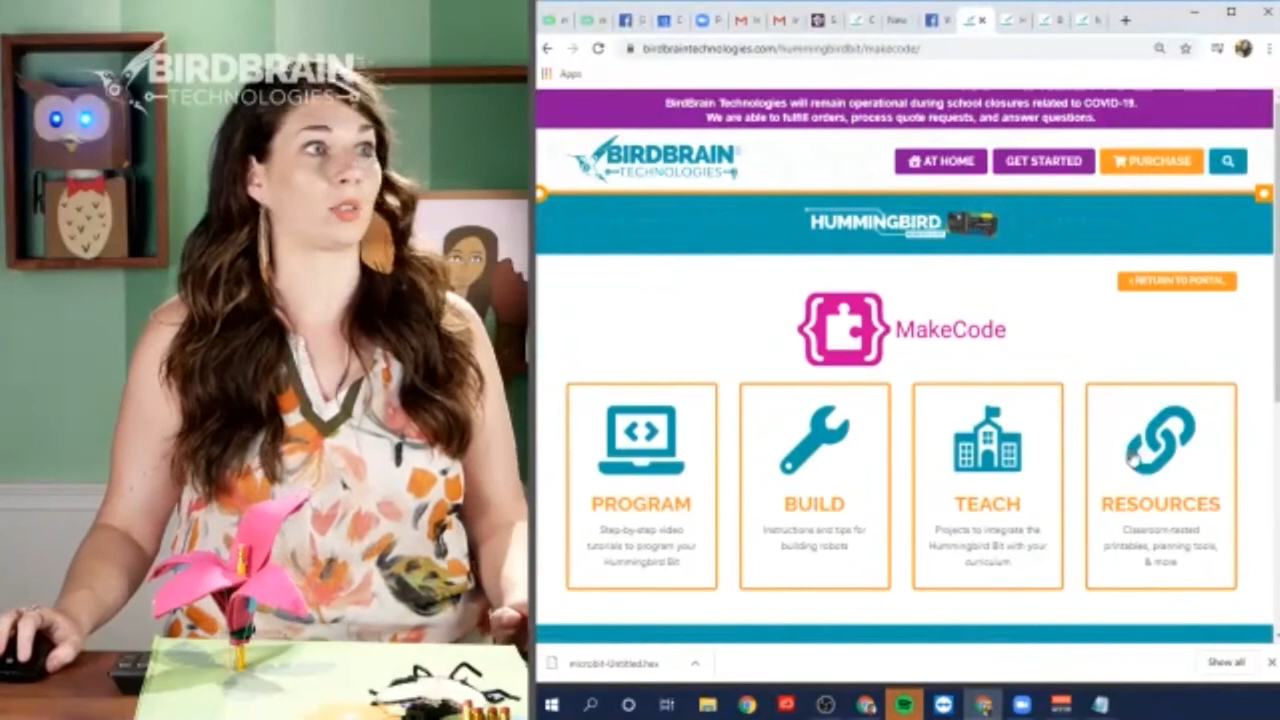 BIRDBRAIN
TECHNOLOGIES
birdbraintechnologies.com/hummingbirdbit/makecode/
New
Apps
BirdBrain Technologies will remain operational during school closures related to COVID-19.
We are able to fulfill orders, process quote requests, and answer questions.
BIRDBRAIN
TECHNOLOGIES
AT HOME
GET STARTED
PURCHASE
HUMMINGBIRD
RETURN TO PORTAL
MakeCode
PROGRAM
Step-by-step video
tutorials to program your
Hummingbird Bit
BUILD
Instructions and tips for
building robots
TEACH
Projects to integrate the
Hummingbird Bit with your
curriculum
RESOURCES
Classroom-tested
printables, planning tools,
& more
microbit-Untitled.hex
Show all